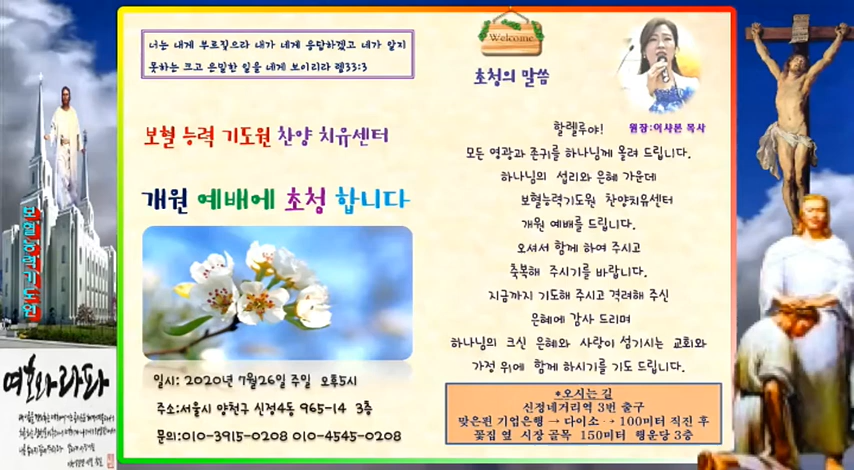 너는 내게 부르짖으라 내가 네게 응답하겠고 네가 알지
못하는 크고 은밀한 일을 네게 보이리라 렘33:3
보혈 능력 기도원 찬양 치유센터
개원 예배에 초청 합니다
일시: 2020년 7월26일 주일 오후5시
주소:서울시 양천구 신정4동 965-14 3층
문의:010-3915-0208 010-4545-0208
Welcome
초청의 말씀
할렐루야!
원장:이사론 목사
모든 영광과 존귀를 하나님께 올려 드립니다.
하나님의 섭리와 은혜 가운데
보혈능력기도원 찬양치유센터
개원 예배를 드립니다.
오셔서 함께 하여 주시고
축복해 주시기를 바랍니다.
지금까지 기도해 주시고 격려해 주신
은혜에 감사 드리며
하나님의 크신 은혜와 사랑이 섬기시는 교회와
가정 위에 함께 하시기를 기도 드립니다.
*오시는 길
신정네거리역 3번 출구
맞은편 기업은행 → 다이소 → 100미터 직진 후
꽃집 옆 시장 골목 150미터 행운당 3층
보혈능력기도원
여호와 라파